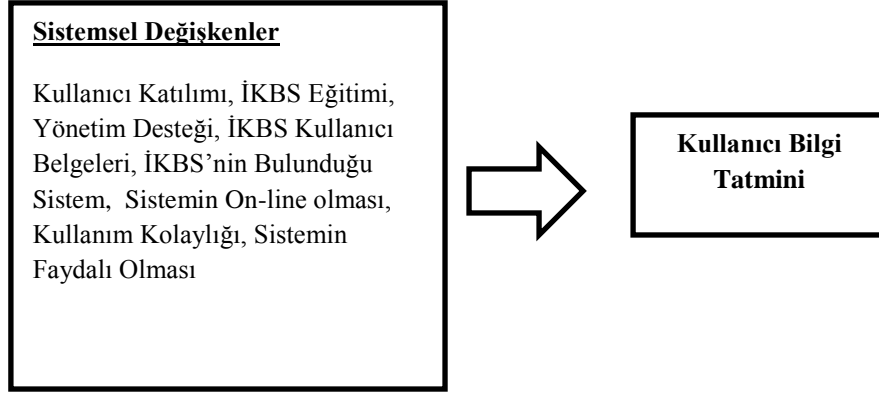 Sistemsel Değişkenler
Kullanıcı Katılımı, İKBS Eğitimi,
Yönetim Desteği, İKBS Kullanıcı
Belgeleri, İKBS’nin Bulunduğu
Sistem, Sistemin On-line olması,
Kullanım Kolaylığı, Sistemin
Faydalı Olması
Kullanıcı Bilgi
Tatmini